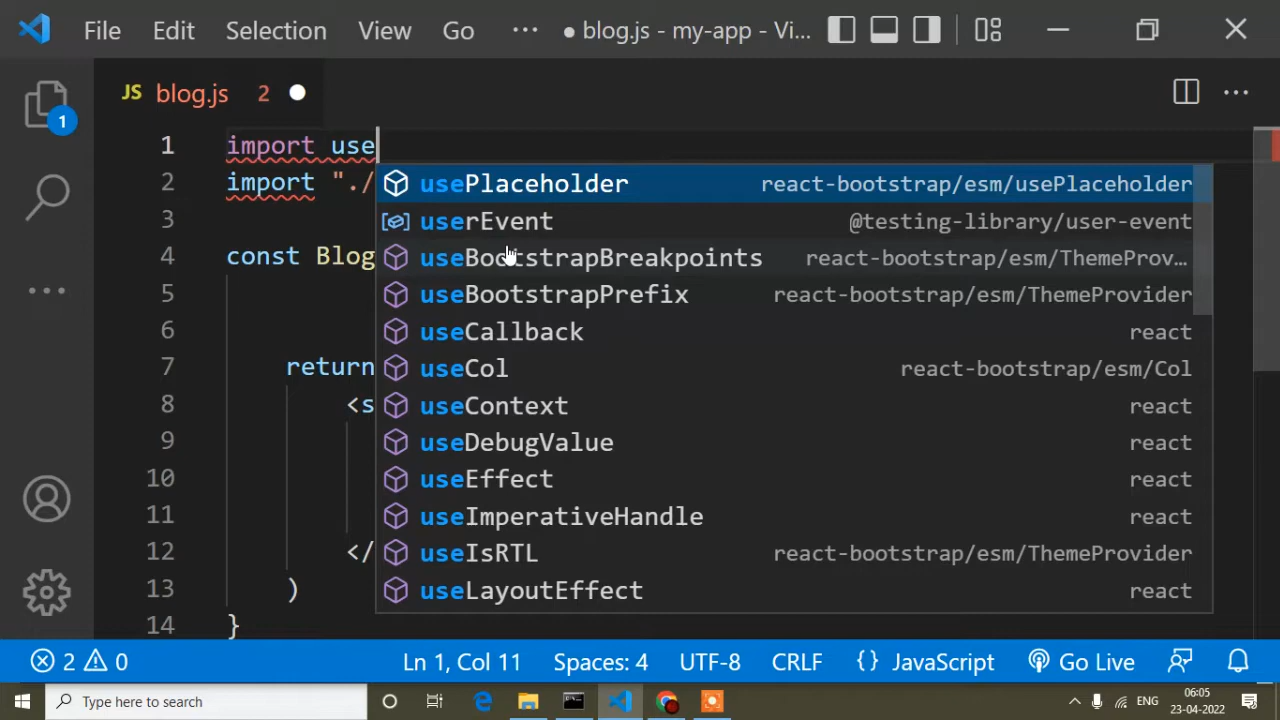 File Edit Selection View Go ··· ● blog.js - my-app - Vi...
JS blog.js 2 ●
1 import use
2 import "./
3
4 const Blog
5
6
7 return
8 <s
9
10
11
12 </
13 )
14 }
usePlaceholder react-bootstrap/esm/usePlaceholder
userEvent @testing-library/user-event
useBootstrapBreakpoints react-bootstrap/esm/ThemeProv…
useBootstrapPrefix react-bootstrap/esm/ThemeProvider
useCallback react
useCol react-bootstrap/esm/Col
useContext react
useDebugValue react
useEffect react
useImperativeHandle react
useIsRTL react-bootstrap/esm/ThemeProvider
useLayoutEffect react
1
2 0 Ln 1, Col 11 Spaces: 4 UTF-8 CRLF {} JavaScript Go Live
Type here to search ENG 06:05
23-04-2022